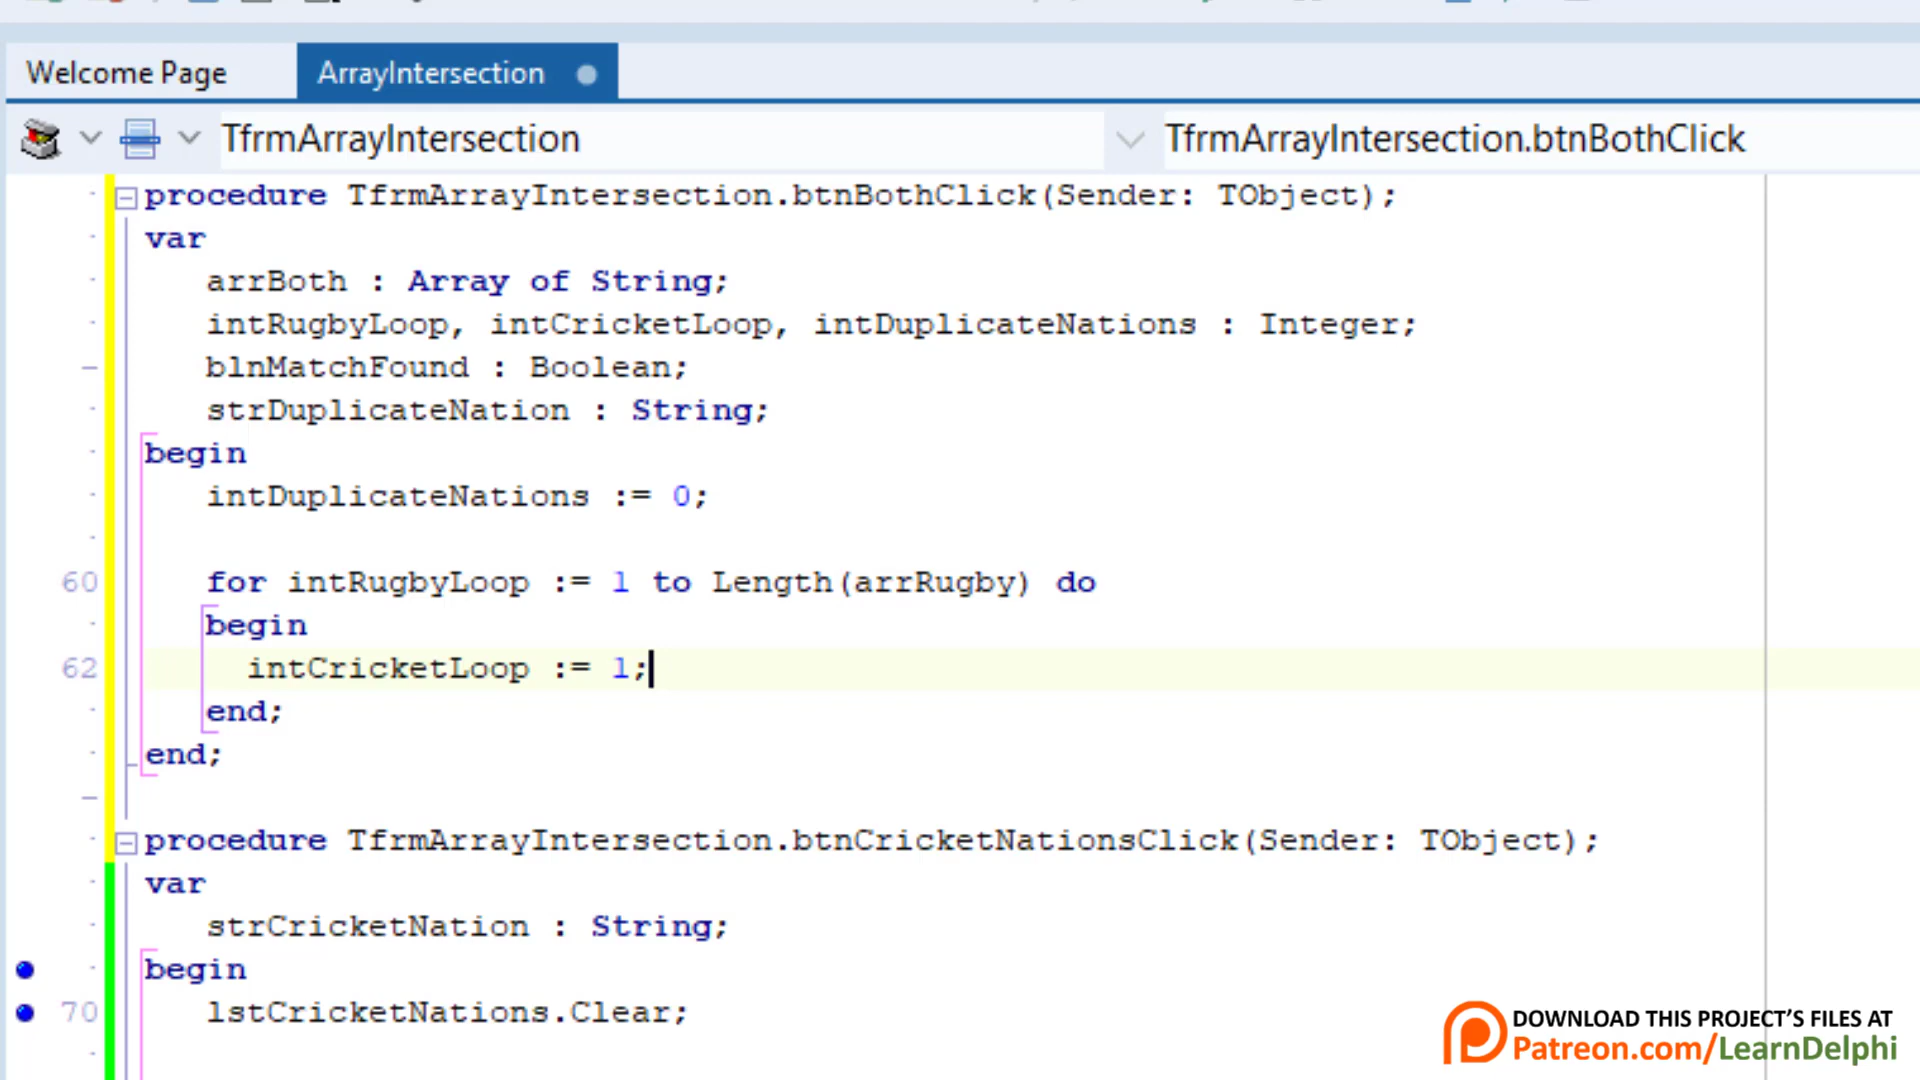 Welcome Page
ArrayIntersection
TfrmArrayIntersection
TfrmArrayIntersection.btnBothClick
procedure TfrmArrayIntersection.btnBothClick(Sender: TObject);
var
arrBoth : Array of String;
intRugbyLoop, intCricketLoop, intDuplicateNations : Integer;
blnMatchFound : Boolean;
strDuplicateNation : String;
begin
intDuplicateNations := 0;
60 for intRugbyLoop := 1 to Length(arrRugby) do
begin
62 intCricketLoop := 1;
end;
end;
procedure TfrmArrayIntersection.btnCricketNationsClick(Sender: TObject);
var
strCricketNation : String;
begin
70 lstCricketNations.Clear;
DOWNLOAD THIS PROJECT'S FILES AT
Patreon.com/LearnDelphi